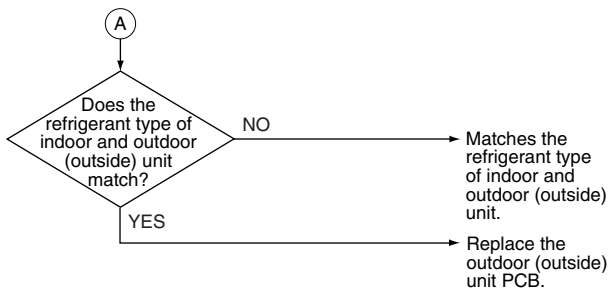 A
Does the
refrigerant type of
indoor and outdoor
(outside) unit
match?
NO
Matches the
refrigerant type
of indoor and
outdoor (outside)
unit.
YES
Replace the
outdoor (outside)
unit PCB.